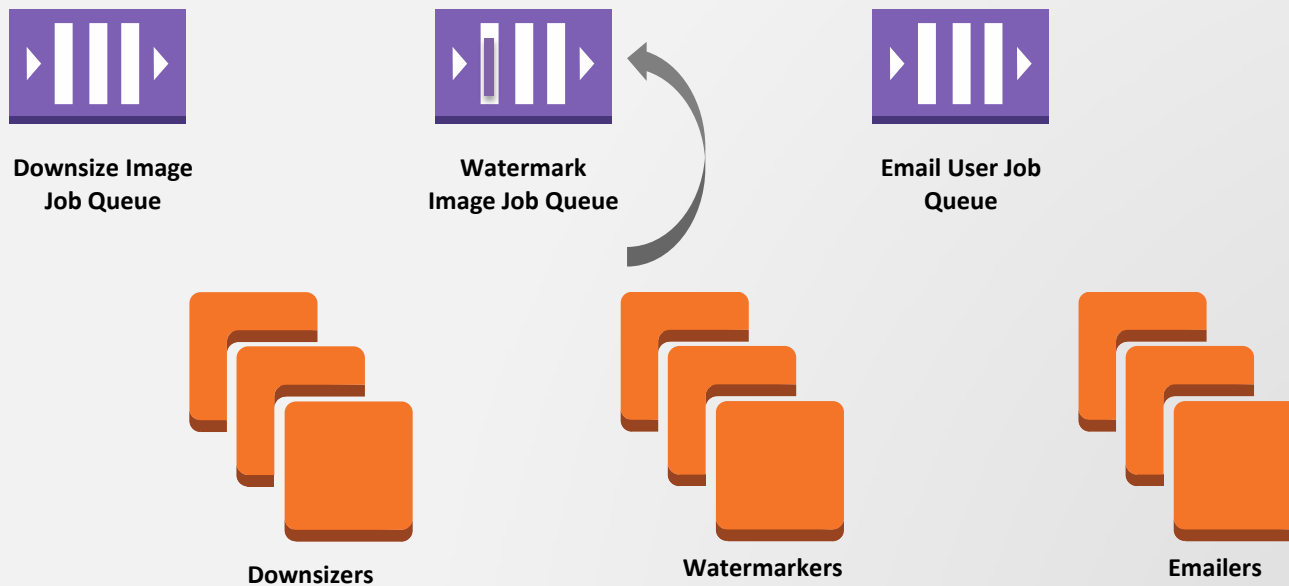 Downsize Image
Job Queue
Watermark
Image Job Queue
Email User Job
Queue
Downsizers
Watermarkers
Emailers